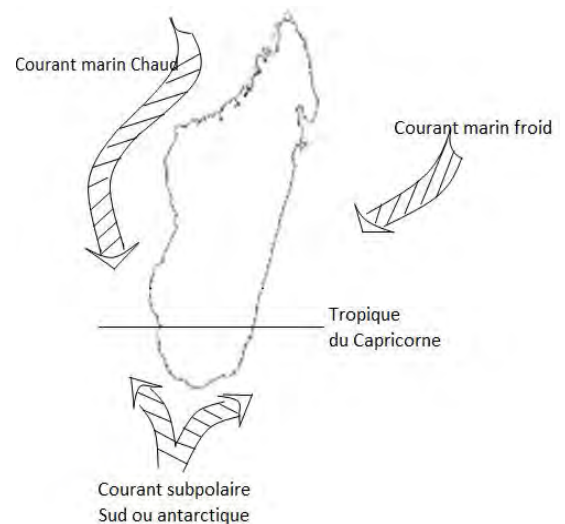 Courant marin Chaud
Courant marin froid
Tropique
du Capricorne
Courant subpolaire
Sud ou antarctique